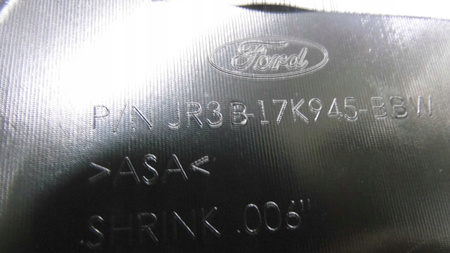 Ford
P/N JR3B-17K945-BBW
>ASA<
SHRINK .006"